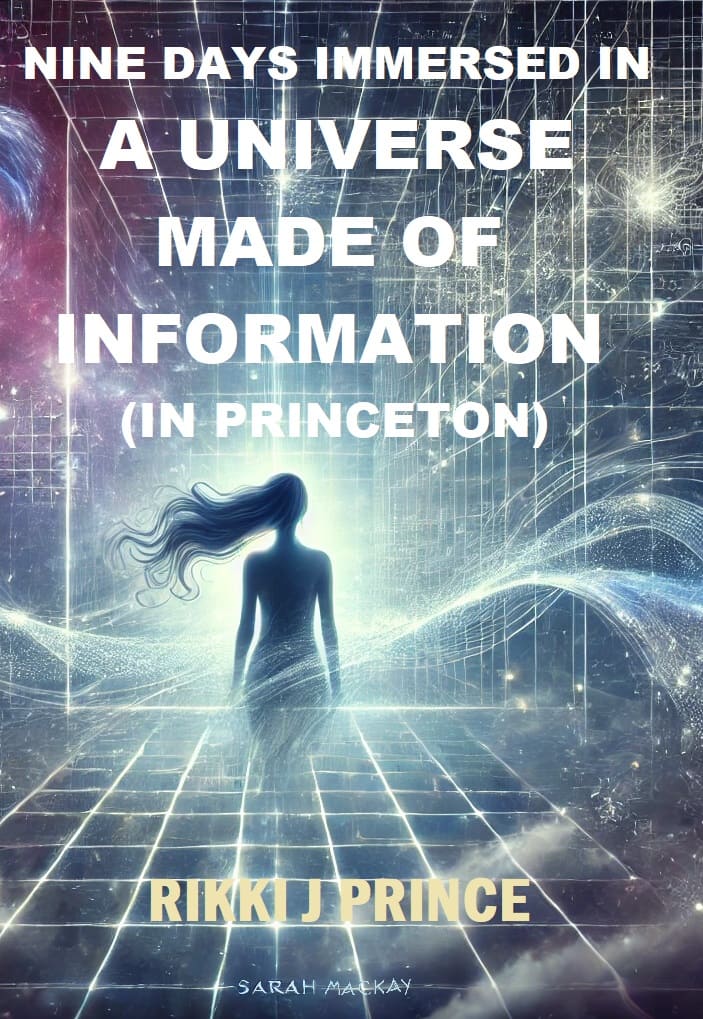 NINE DAYS IMMERSED IN
A UNIVERSE
MADE OF
INFORMATION
(IN PRINCETON)
RIKKI J PRINCE
SARAH MACKAY